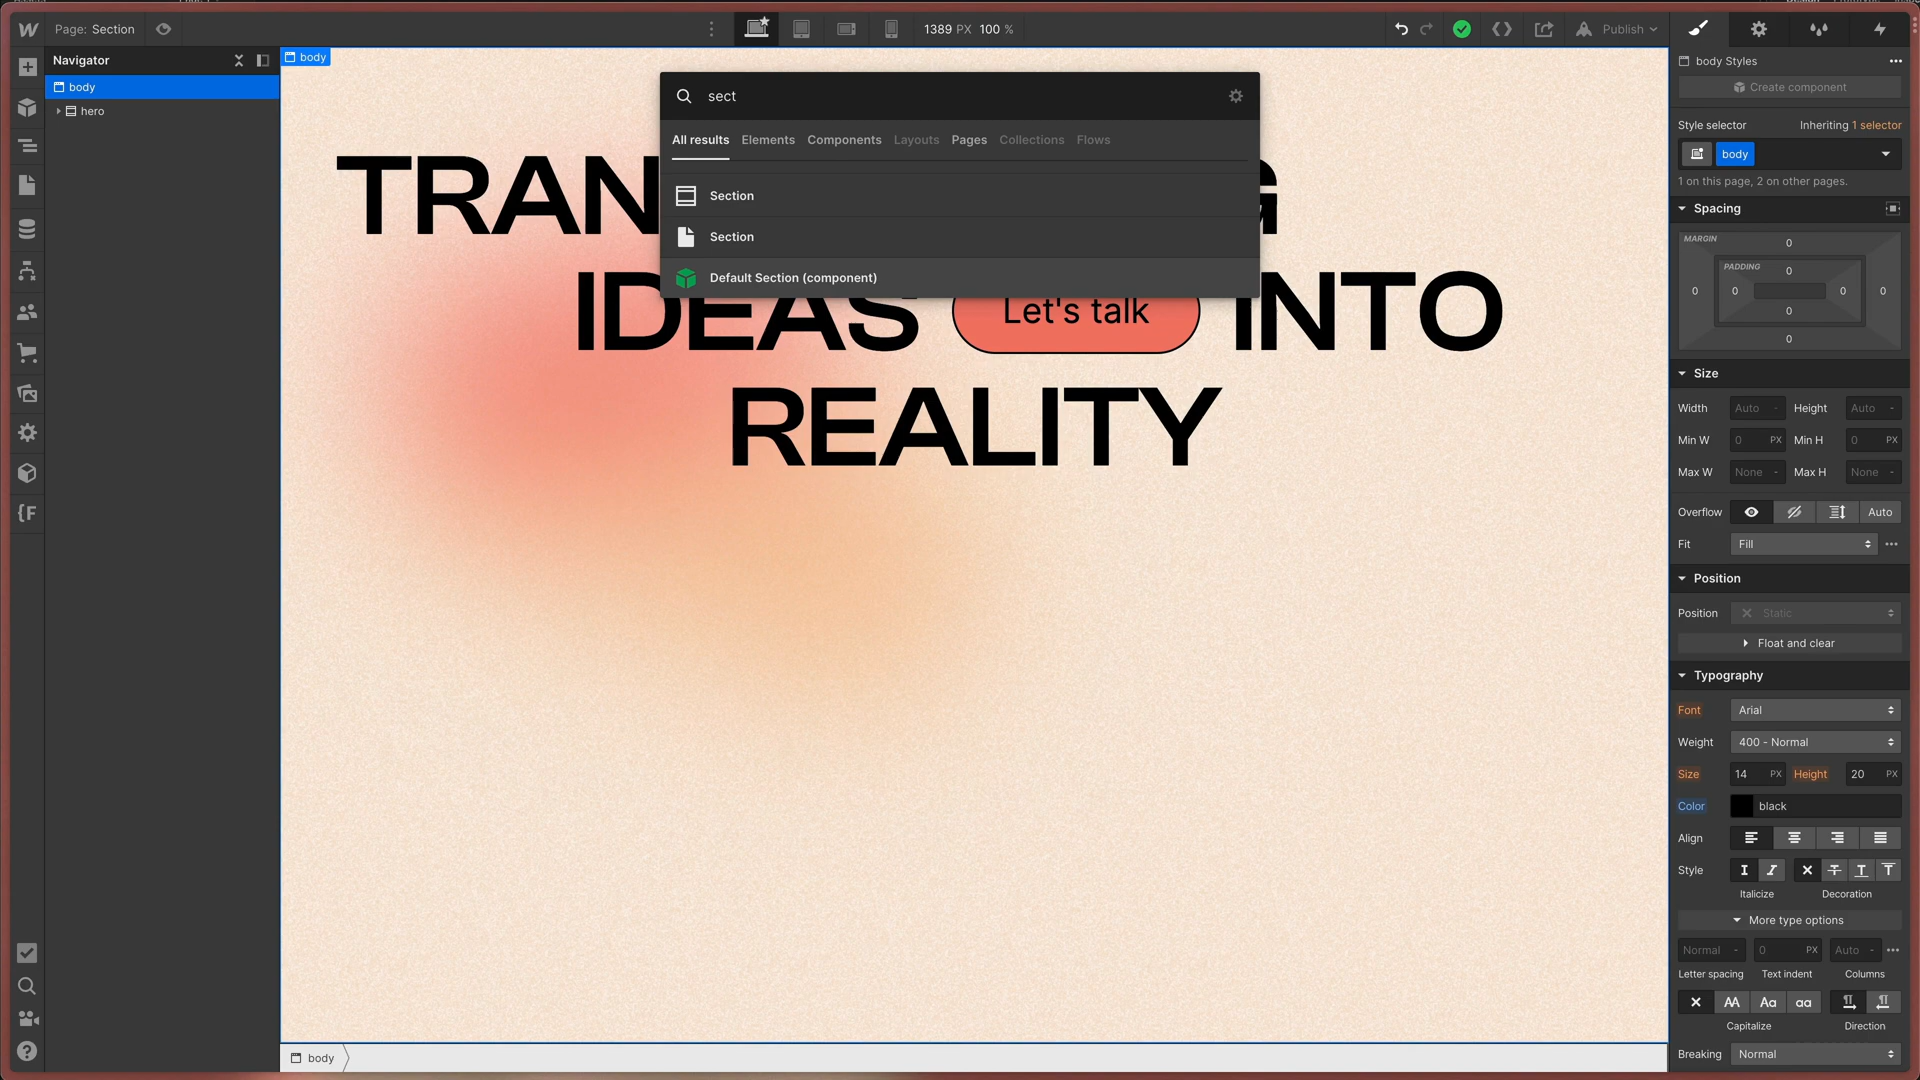 Page: Section
1389 PX 100 %
Publish
Navigator
body
hero
body
TRAN
G
IDEAS Let's talk INTO
REALITY
sect
All results Elements Components Layouts Pages Collections Flows
Section
Section
Default Section (component)
body
body Styles
Create component
Style selector Inheriting 1 selector
body
1 on this page, 2 on other pages.
Spacing
MARGIN
0
PADDING
0
0 0 0 0
0
0
Size
Width Auto - Height Auto -
Min W 0 PX Min H 0 PX
Max W None - Max H None -
Overflow Auto
Fit Fill
Position
Position Static
Float and clear
Typography
Font Arial
Weight 400 - Normal
Size 14 PX Height 20 PX
Color black
Align
Style
Italicize Decoration
More type options
Normal - 0 PX Auto -
Letter spacing Text indent Columns
AA Aa aa
Capitalize Direction
Breaking Normal